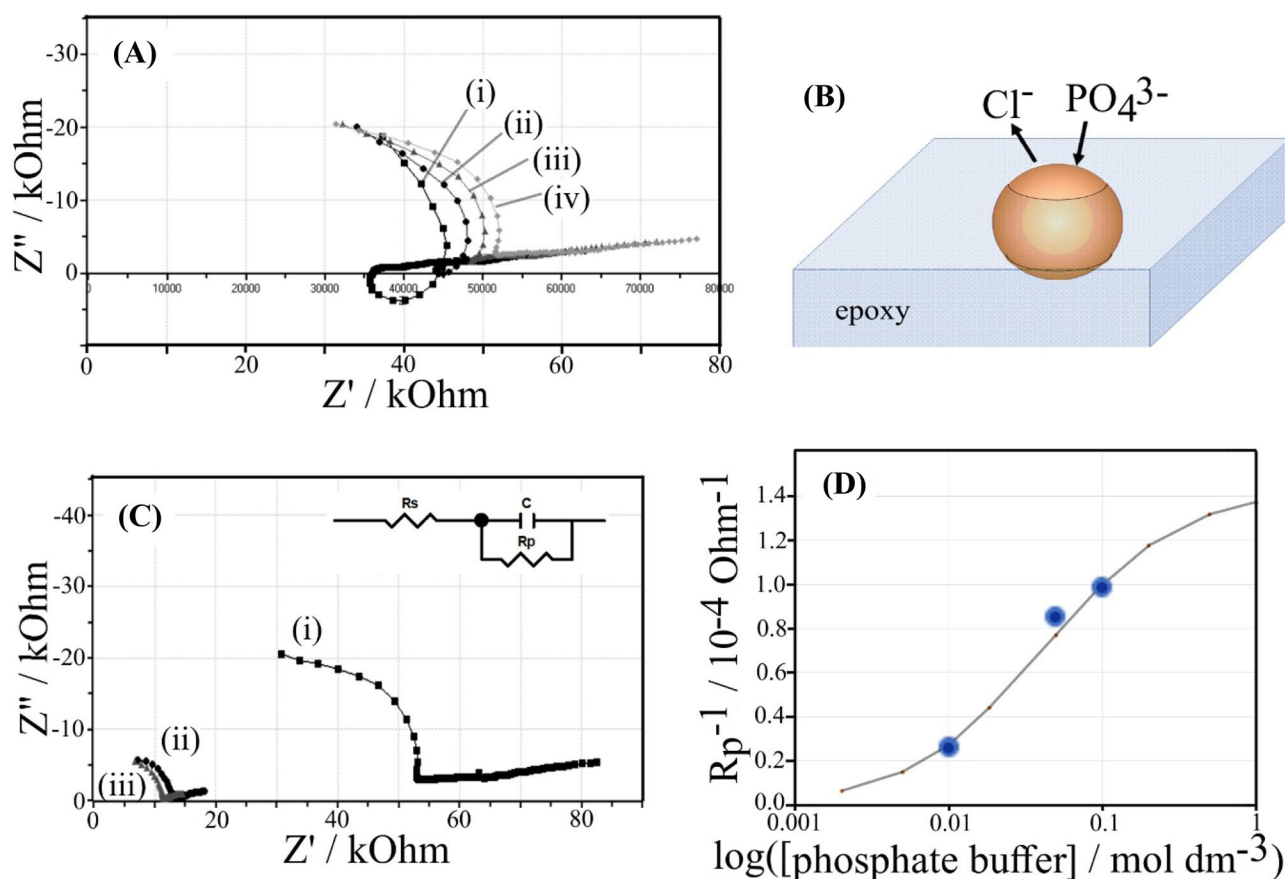 (A)
Z'' / kOhm
-30
-20
-10
0
(i)
(ii)
(iii)
(iv)
0 10000 20000 30000 40000 50000 60000 70000 80000
0 20 40 60 80
Z' / kOhm
(B)
Cl⁻ PO₄³⁻
epoxy
(C)
Z'' / kOhm
-40
-30
-20
-10
0
Rs
C
Rp
(i)
(ii)
(iii)
0 20 40 60 80
Z' / kOhm
(D)
Rp⁻¹ / 10⁻⁴ Ohm⁻¹
1.4
1.2
1.0
0.8
0.6
0.4
0.2
0.0
0.001 0.01 0.1 1
log([phosphate buffer] / mol dm⁻³)